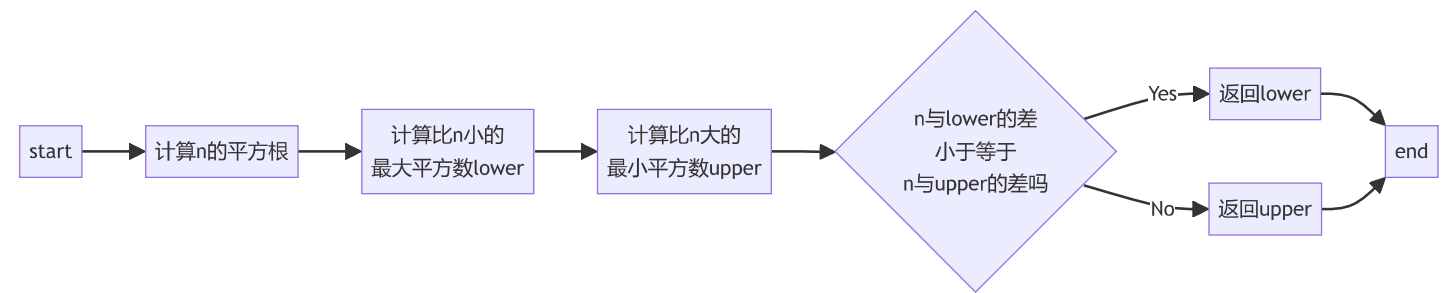 start
计算n的平方根
计算比n小的
最大平方数lower
计算比n大的
最小平方数upper
n与lower的差
小于等于
n与upper的差吗
Yes
返回lower
No
返回upper
end